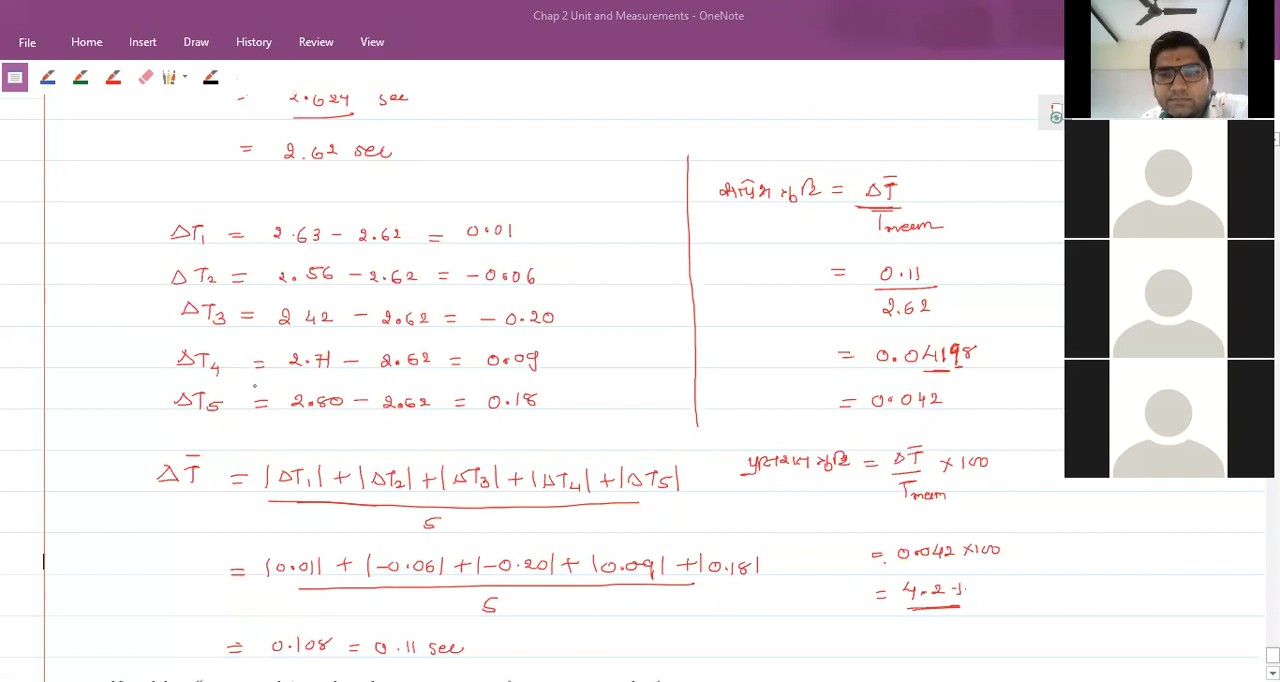 Chap 2 Unit and Measurements - OneNote
File Home Insert Draw History Review View
= 2.624 sec
= 2.62 sec
ΔT₁ = 2.63 - 2.62 = 0.01
ΔT₂ = 2.56 - 2.62 = -0.06
ΔT₃ = 2.42 - 2.62 = -0.20
ΔT₄ = 2.71 - 2.62 = 0.09
ΔT₅ = 2.80 - 2.62 = 0.18
ΔT̅ = |ΔT₁| + |ΔT₂| + |ΔT₃| + |ΔT₄| + |ΔT₅|
5
= |0.01| + |-0.06| + |-0.20| + |0.09| + |0.18|
5
= 0.108 = 0.11 sec
સાપેક્ષ ત્રુટિ = ΔT̅
Tmean
= 0.11
2.62
= 0.04198
= 0.042
ત્રુટિ = ΔT̅ × 100
Tmean
= 0.042 × 100
= 4.2 %